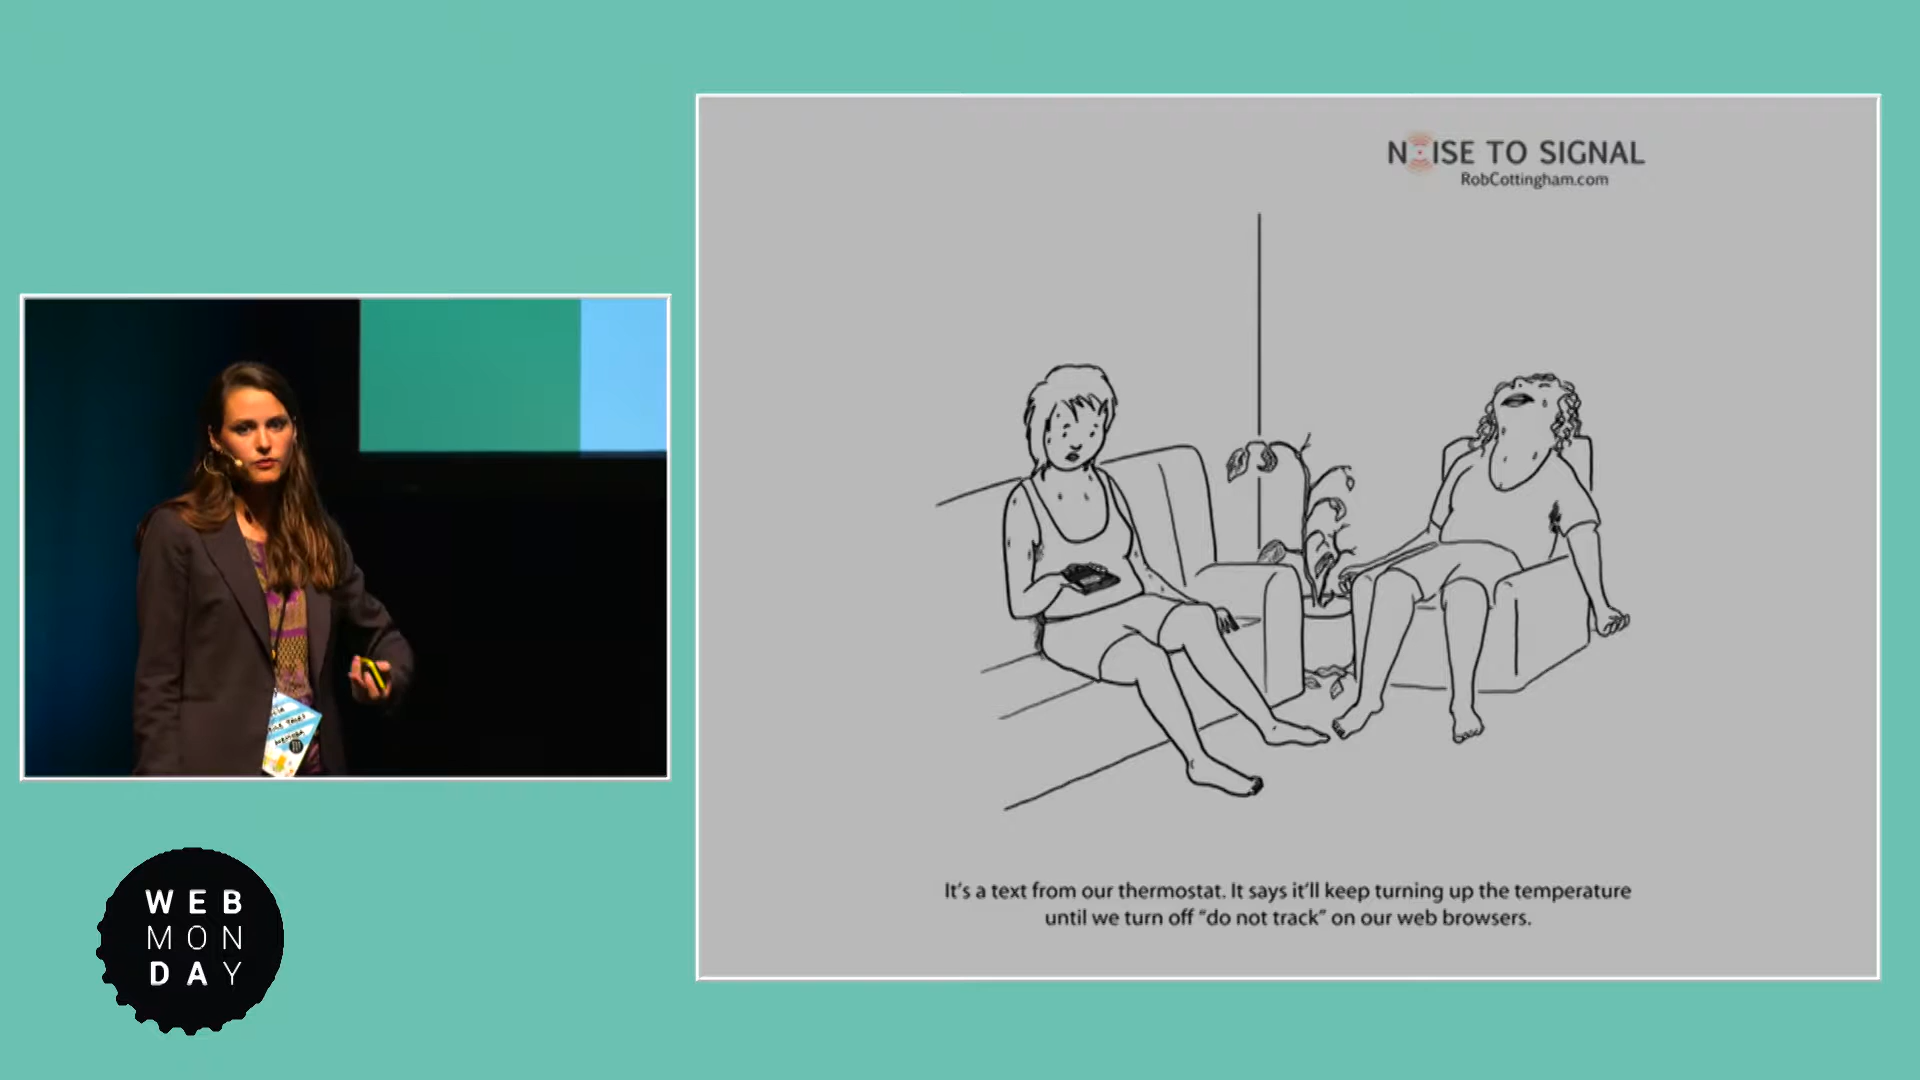 NOISE TO SIGNAL
RobCottingham.com
It's a text from our thermostat. It says it'll keep turning up the temperature
until we turn off “do not track” on our web browsers.
WEB
MON
DAY